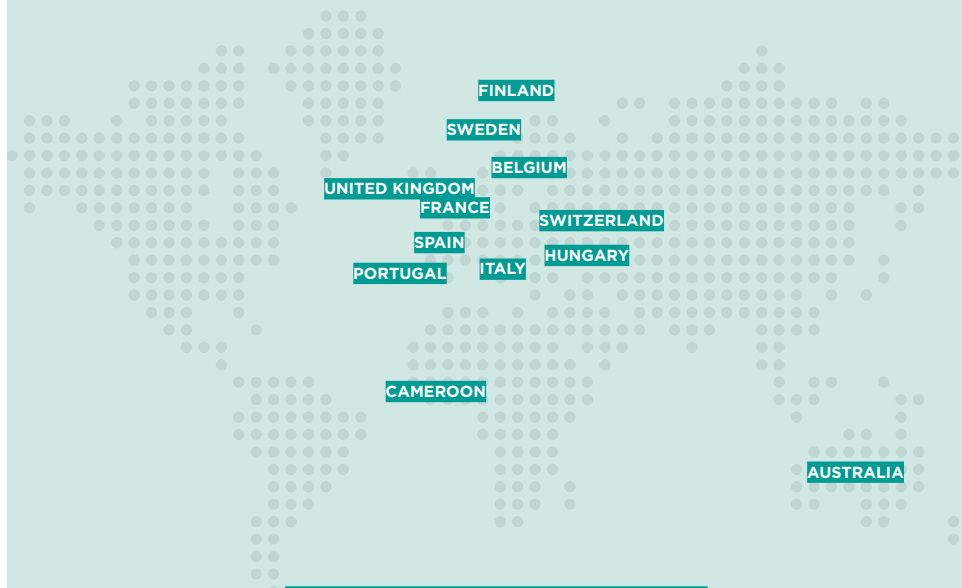 FINLAND
SWEDEN
BELGIUM
UNITED KINGDOM
FRANCE
SWITZERLAND
SPAIN
HUNGARY
ITALY
PORTUGAL
CAMEROON
AUSTRALIA